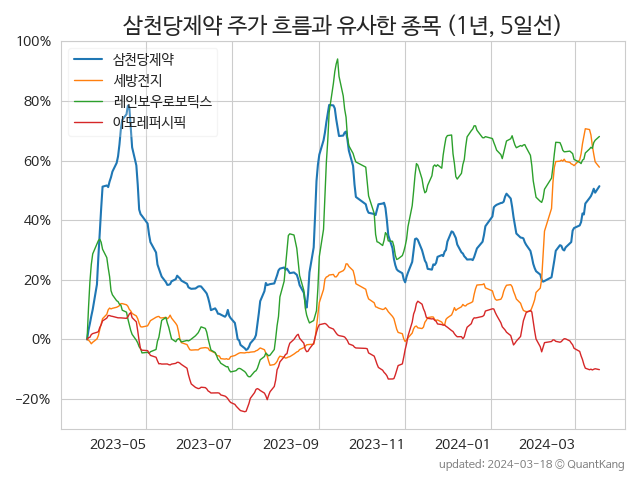 삼천당제약 주가 흐름과 유사한 종목 (1년, 5일선)
삼천당제약
세방전지
레인보우로보틱스
아모레퍼시픽
100%
80%
60%
40%
20%
0%
−20%
2023-05
2023-07
2023-09
2023-11
2024-01
2024-03
updated: 2024-03-18 © QuantKang